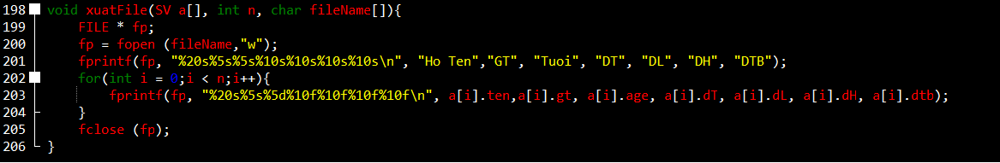 198 void xuatFile(SV a[], int n, char fileName[]){
199 FILE * fp;
200 fp = fopen (fileName,"w");
201 fprintf(fp, "%20s%5s%5s%10s%10s%10s%10s\n", "Ho Ten","GT", "Tuoi", "DT", "DL", "DH", "DTB");
202 for(int i = 0;i < n;i++){
203 fprintf(fp, "%20s%5s%5d%10f%10f%10f%10f\n", a[i].ten,a[i].gt, a[i].age, a[i].dT, a[i].dL, a[i].dH, a[i].dtb);
204 }
205 fclose (fp);
206 }